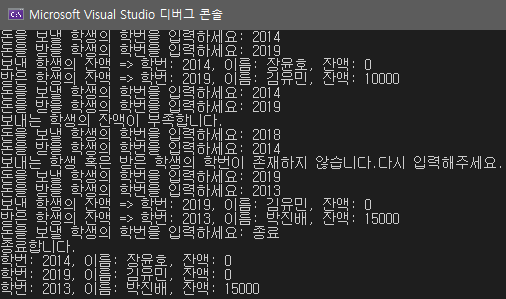 Microsoft Visual Studio 디버그 콘솔
돈을 보낼 학생의 학번을 입력하세요: 2014
돈을 받을 학생의 학번을 입력하세요: 2019
보낸 학생의 잔액 => 학번: 2014, 이름: 장윤호, 잔액: 0
받은 학생의 잔액 => 학번: 2019, 이름: 김유민, 잔액: 10000
돈을 보낼 학생의 학번을 입력하세요: 2014
돈을 받을 학생의 학번을 입력하세요: 2019
보내는 학생의 잔액이 부족합니다.
돈을 보낼 학생의 학번을 입력하세요: 2018
돈을 받을 학생의 학번을 입력하세요: 2014
보내는 학생 혹은 받은 학생의 학번이 존재하지 않습니다.다시 입력해주세요.
돈을 보낼 학생의 학번을 입력하세요: 2019
돈을 받을 학생의 학번을 입력하세요: 2013
보낸 학생의 잔액 => 학번: 2019, 이름: 김유민, 잔액: 0
받은 학생의 잔액 => 학번: 2013, 이름: 박진배, 잔액: 15000
돈을 보낼 학생의 학번을 입력하세요: 종료
종료합니다.
학번: 2014, 이름: 장윤호, 잔액: 0
학번: 2019, 이름: 김유민, 잔액: 0
학번: 2013, 이름: 박진배, 잔액: 15000